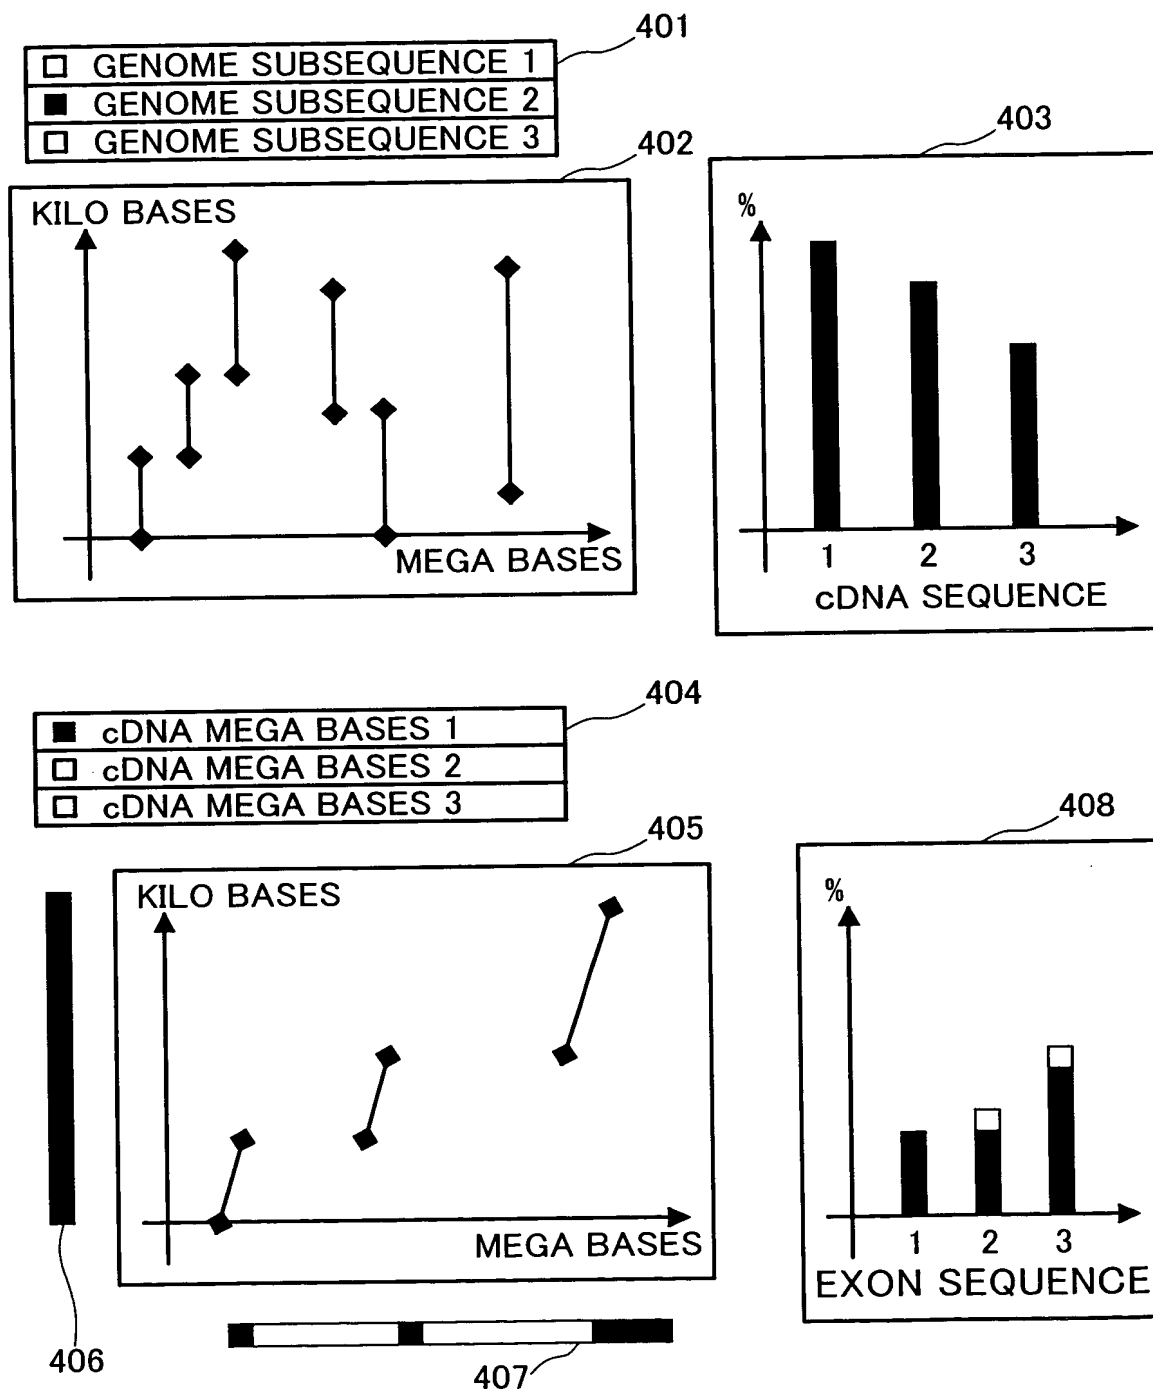 401
GENOME SUBSEQUENCE 1
GENOME SUBSEQUENCE 2
GENOME SUBSEQUENCE 3
402
403
KILO BASES
MEGA BASES
%
1 2 3
cDNA SEQUENCE
404
cDNA MEGA BASES 1
cDNA MEGA BASES 2
cDNA MEGA BASES 3
405
408
KILO BASES
MEGA BASES
%
1 2 3
EXON SEQUENCE
406
407